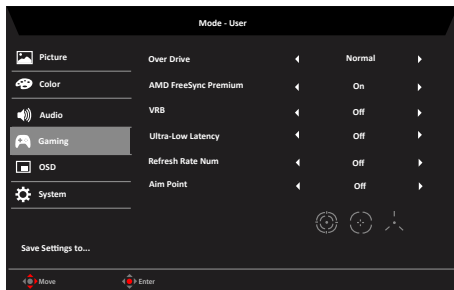 Mode - User
Picture
Color
Audio
Gaming
OSD
System
Over Drive Normal
AMD FreeSync Premium On
VRB Off
Ultra-Low Latency Off
Refresh Rate Num Off
Aim Point Off
Save Settings to...
Move Enter